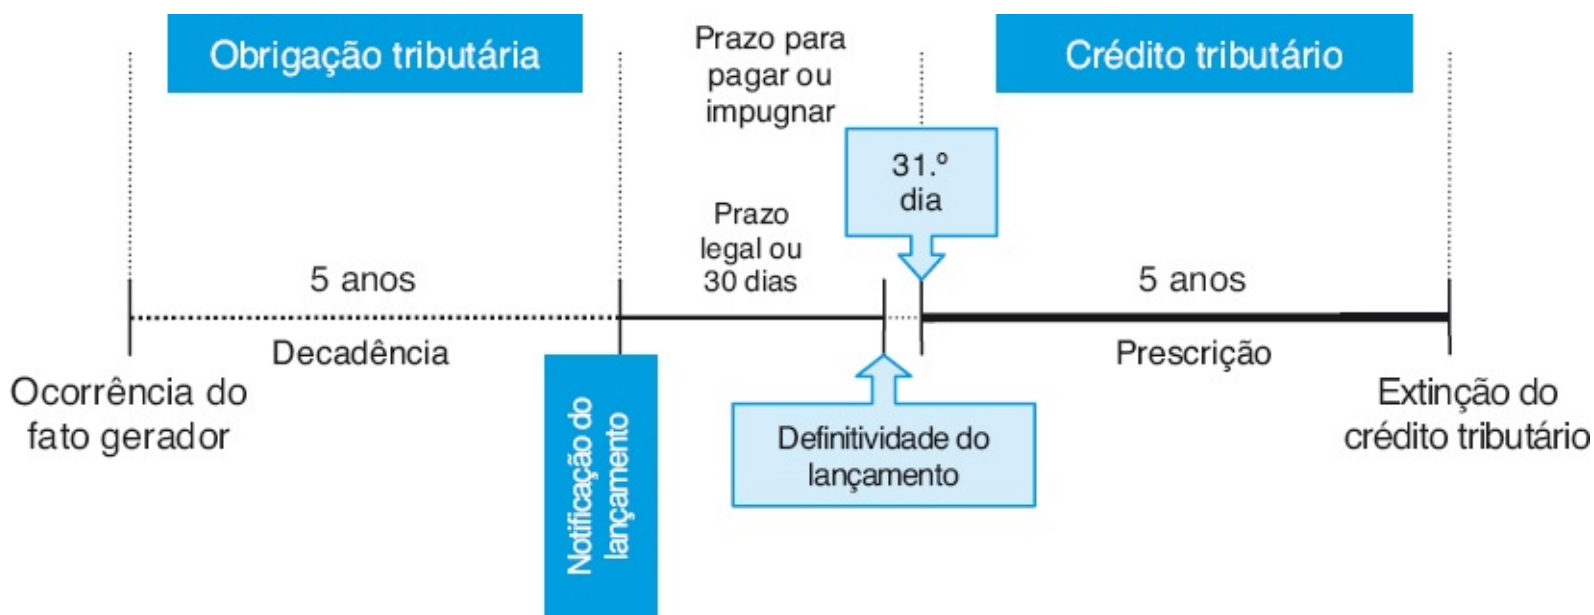 Obrigação tributária
Prazo para
pagar ou
impugnar
Crédito tributário
31.º
dia
Prazo
legal ou
30 dias
5 anos
5 anos
Decadência
Prescrição
Ocorrência do
fato gerador
Notificação do
lançamento
Definitividade do
lançamento
Extinção do
crédito tributário